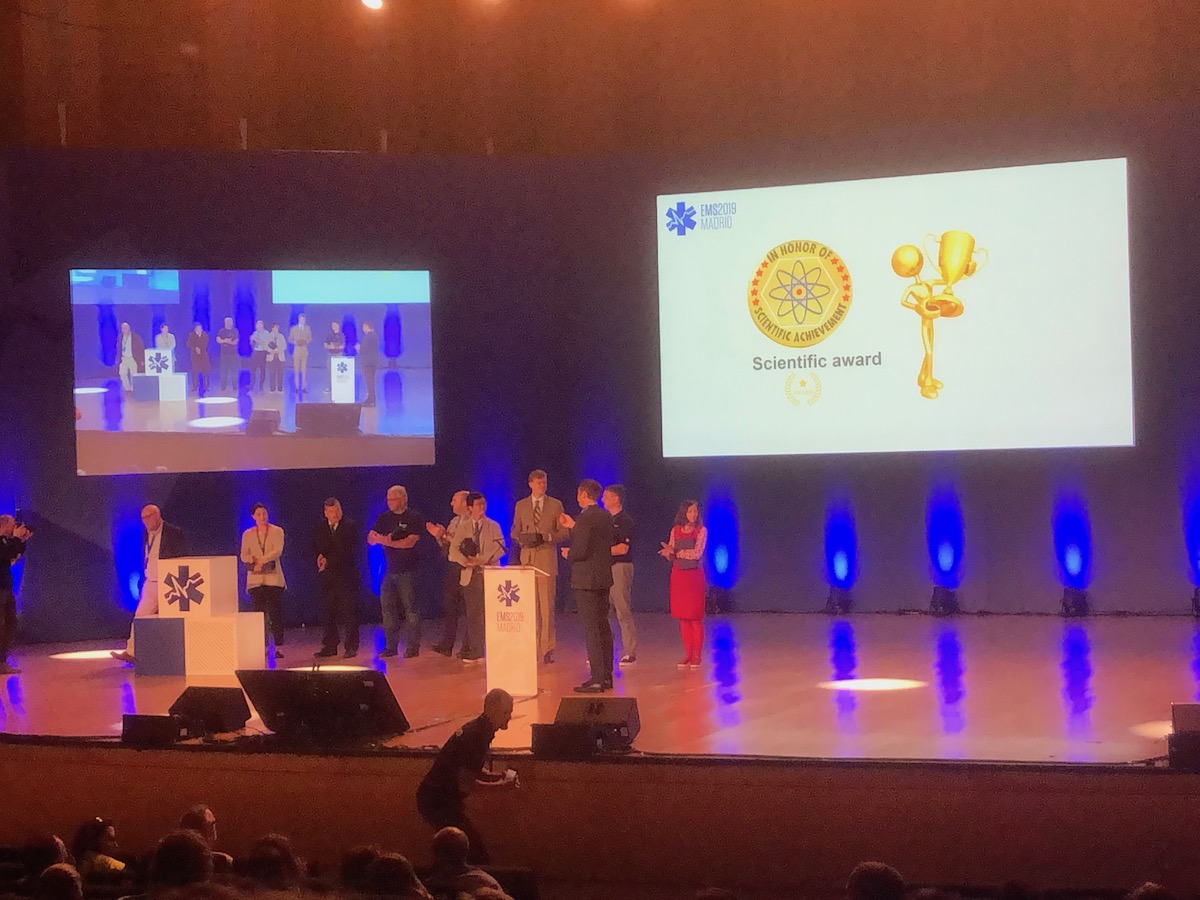 EMS2019
MADRID
IN HONOR OF
SCIENTIFIC ACHIEVEMENT
Scientific award
EMS2019
MADRID